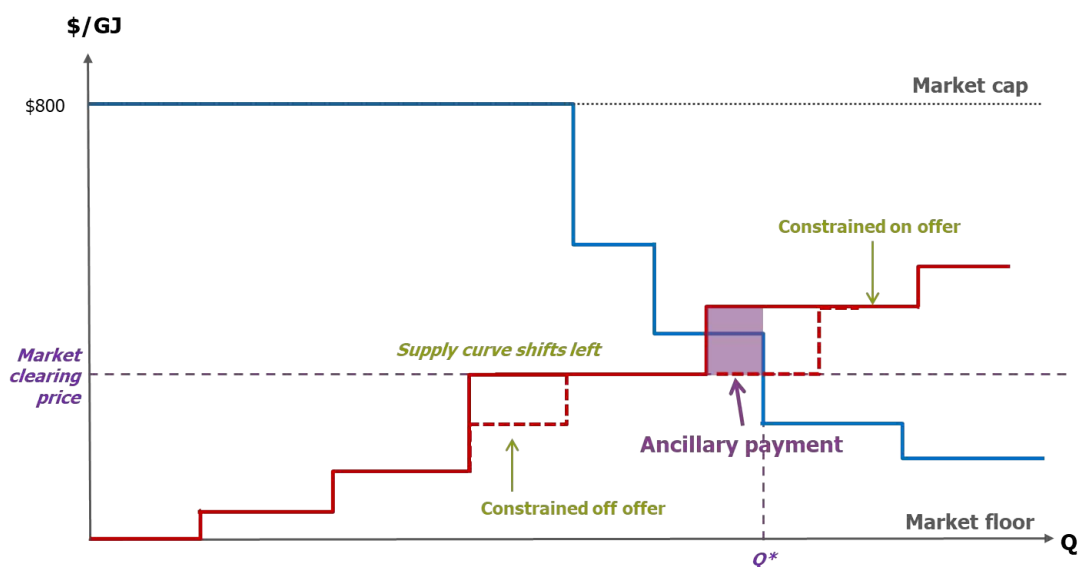 $/GJ
Market cap
$800
Constrained on offer
Supply curve shifts left
Market
clearing
price
Ancillary payment
Constrained off offer
Market floor
Q
Q*